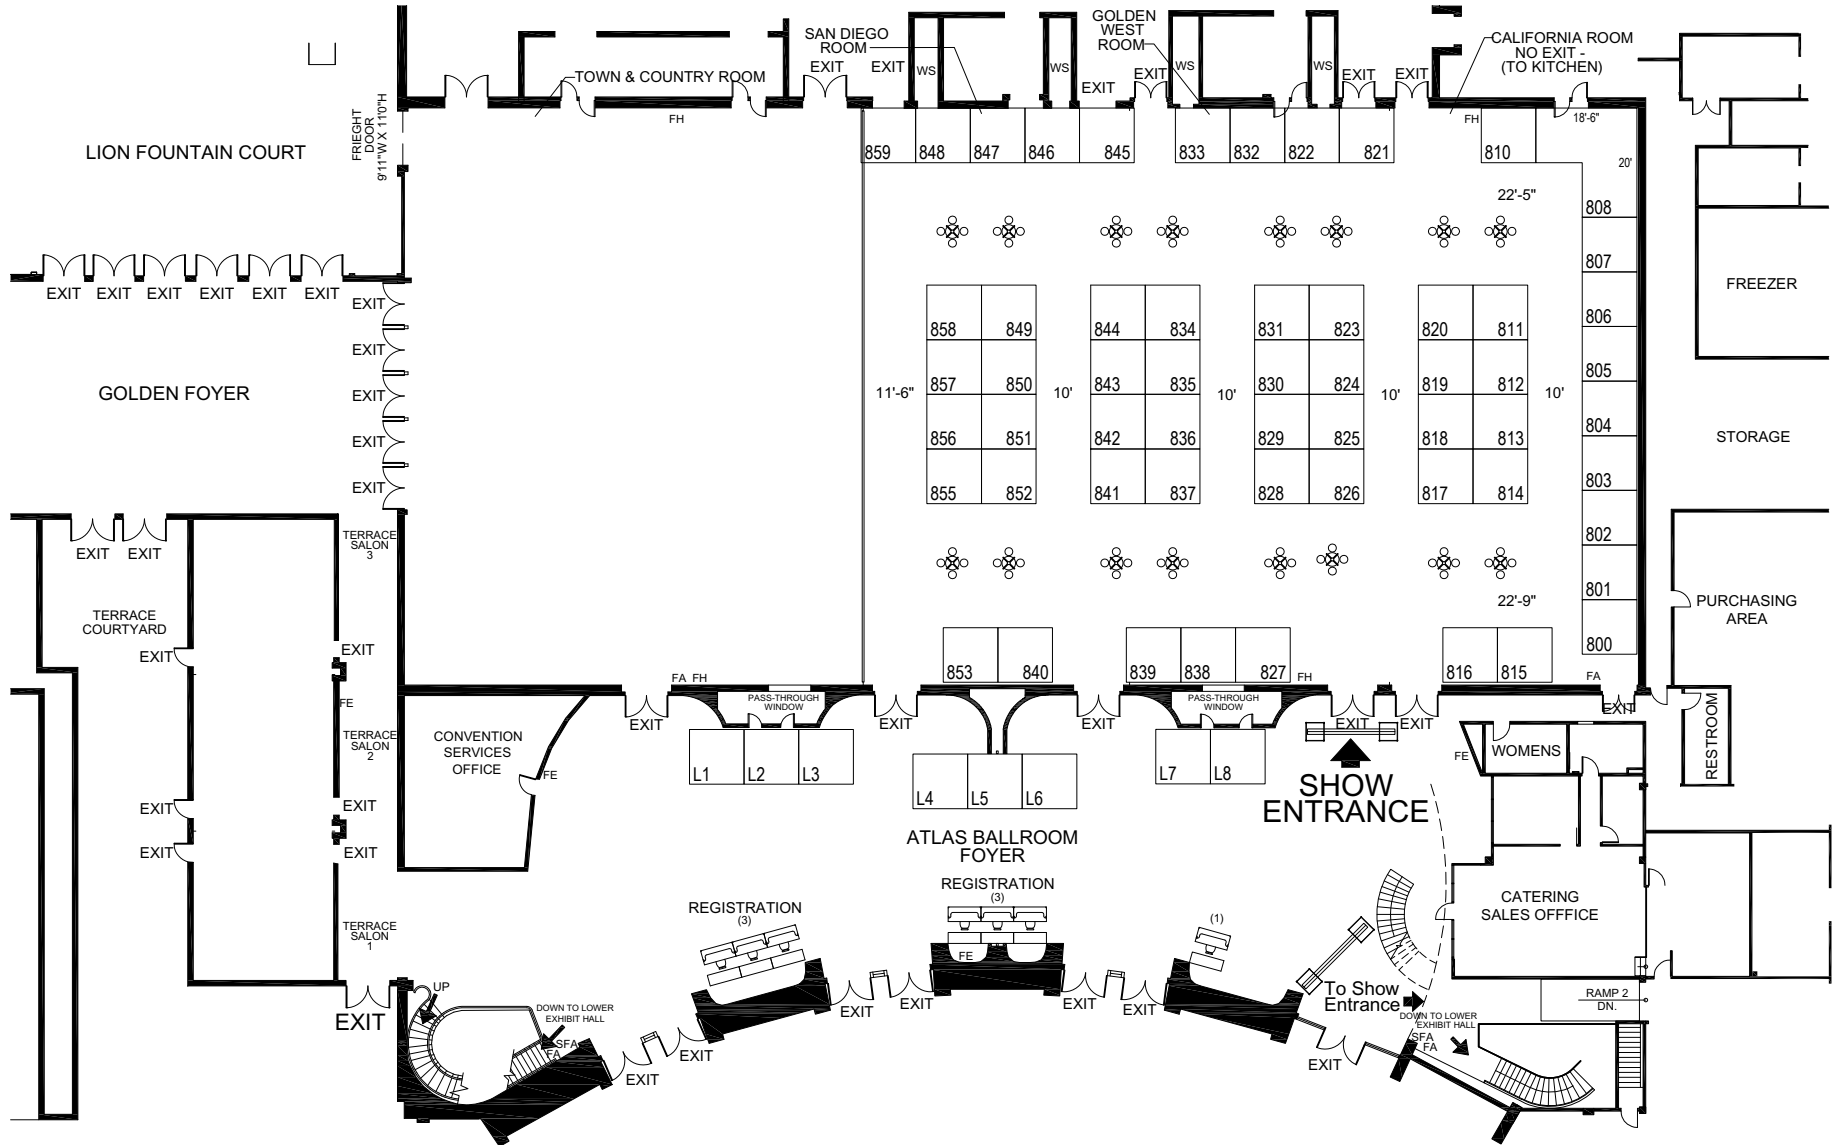 SAN DIEGO
ROOM
GOLDEN
WEST
ROOM
CALIFORNIA ROOM
NO EXIT -
(TO KITCHEN)
TOWN & COUNTRY ROOM
EXIT
EXIT
WS
WS
EXIT
EXIT
WS
WS
EXIT
EXIT
FRIEGHT
DOOR
9'11"W X 11'0"H
LION FOUNTAIN COURT
FH
FH
18'-6"
20'
859
848
847
846
845
833
832
822
821
810
22'-5"
808
807
806
805
804
803
802
801
800
EXIT
EXIT
EXIT
EXIT
EXIT
EXIT
GOLDEN FOYER
EXIT
EXIT
EXIT
EXIT
EXIT
FREEZER
STORAGE
858
849
844
834
831
823
820
811
857
850
843
835
830
824
819
812
11'-6"
10'
10'
10'
10'
856
851
842
836
829
825
818
813
855
852
841
837
828
826
817
814
22'-9"
EXIT
EXIT
TERRACE
SALON
3
TERRACE
COURTYARD
EXIT
EXIT
PURCHASING
AREA
853
840
839
838
827
816
815
FA FH
FH
FA
PASS-THROUGH
WINDOW
PASS-THROUGH
WINDOW
EXIT
EXIT
EXIT
EXIT
EXIT
EXIT
FE
TERRACE
SALON
2
CONVENTION
SERVICES
OFFICE
FE
L1
L2
L3
L4
L5
L6
L7
L8
SHOW
ENTRANCE
FE
WOMENS
RESTROOM
EXIT
EXIT
EXIT
EXIT
ATLAS BALLROOM
FOYER
REGISTRATION
(3)
REGISTRATION
(3)
(1)
FE
CATERING
SALES OFFFICE
TERRACE
SALON
1
To Show
Entrance
RAMP 2
DN.
UP
DOWN TO LOWER
EXHIBIT HALL
SFA
FA
EXIT
EXIT
EXIT
EXIT
EXIT
EXIT
EXIT
EXIT
DOWN TO LOWER
EXHIBIT HALL
SFA
FA